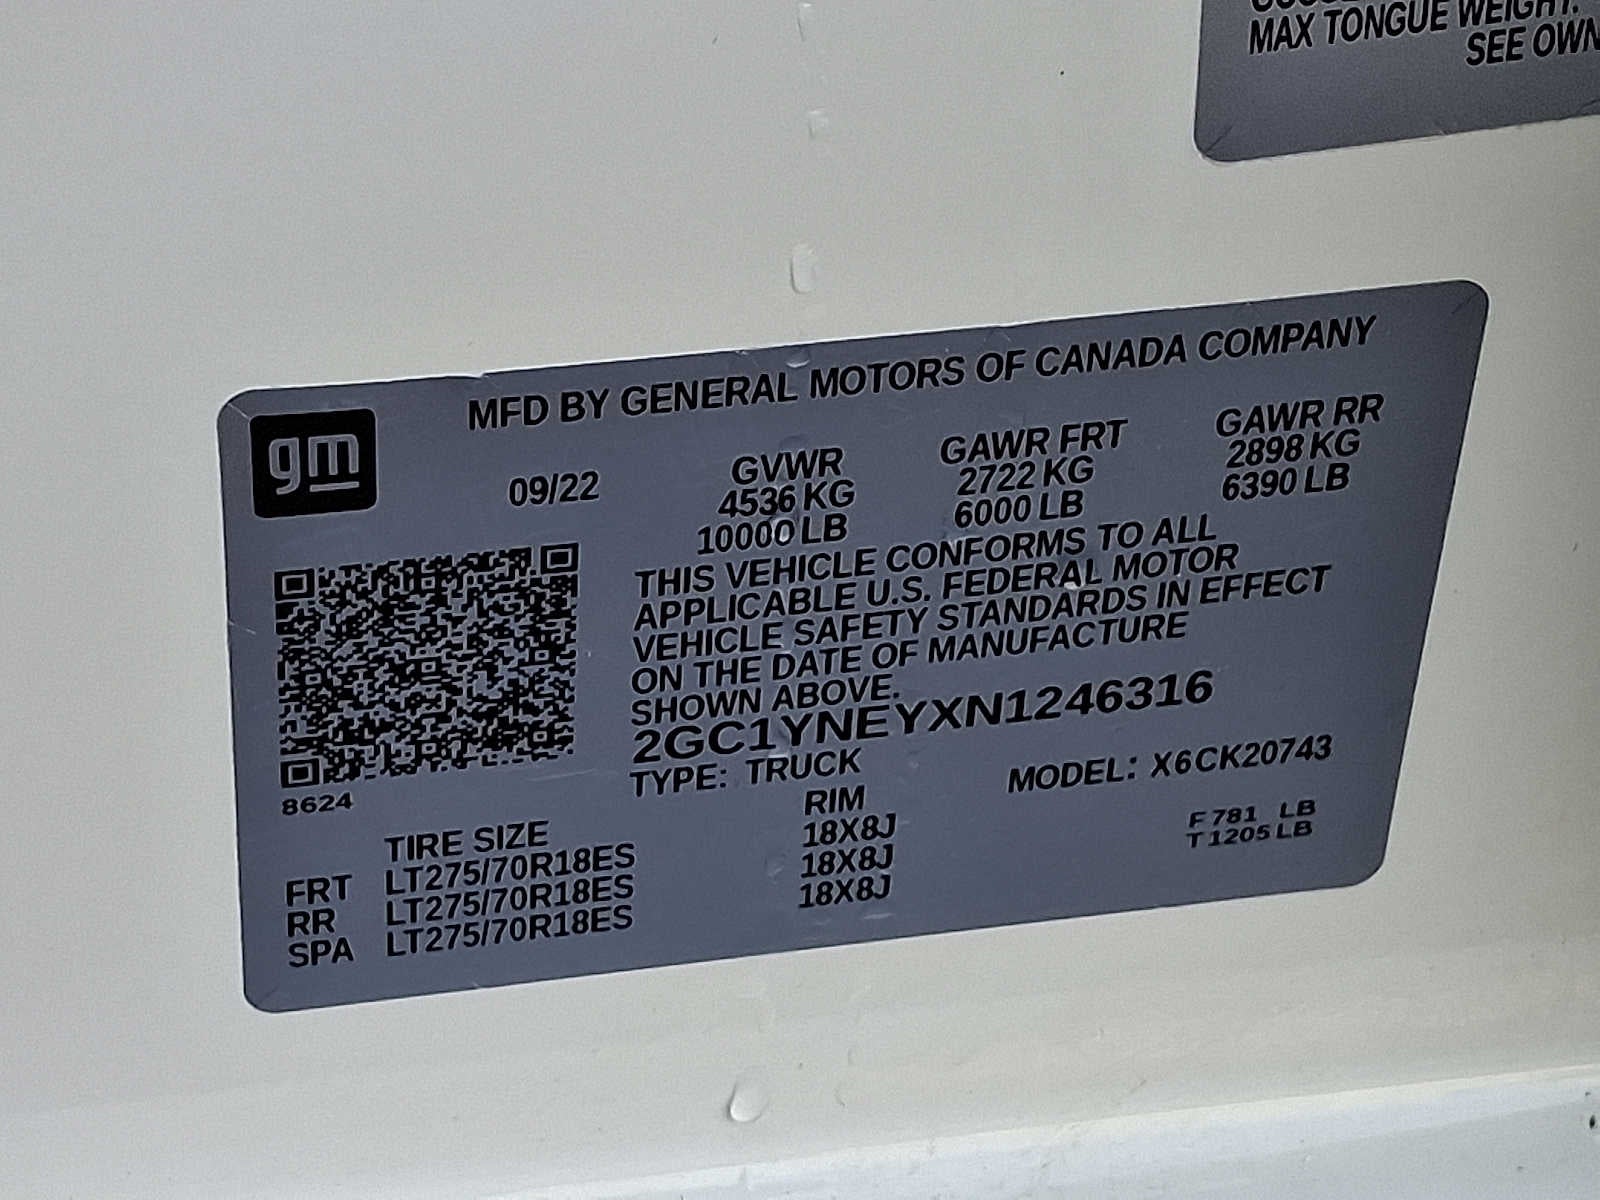 MAX TONGUE WEIGHT:
SEE OWN
gm
MFD BY GENERAL MOTORS OF CANADA COMPANY
09/22
GVWR GAWR FRT GAWR RR
4536 KG 2722 KG 2898 KG
10000 LB 6000 LB 6390 LB
THIS VEHICLE CONFORMS TO ALL
APPLICABLE U.S. FEDERAL MOTOR
VEHICLE SAFETY STANDARDS IN EFFECT
ON THE DATE OF MANUFACTURE
SHOWN ABOVE.
2GC1YNEYXN1246316
TYPE: TRUCK MODEL: X6CK20743
8624
TIRE SIZE RIM
FRT LT275/70R18ES 18X8J
RR LT275/70R18ES 18X8J
SPA LT275/70R18ES 18X8J
F 781 LB
T 1205 LB